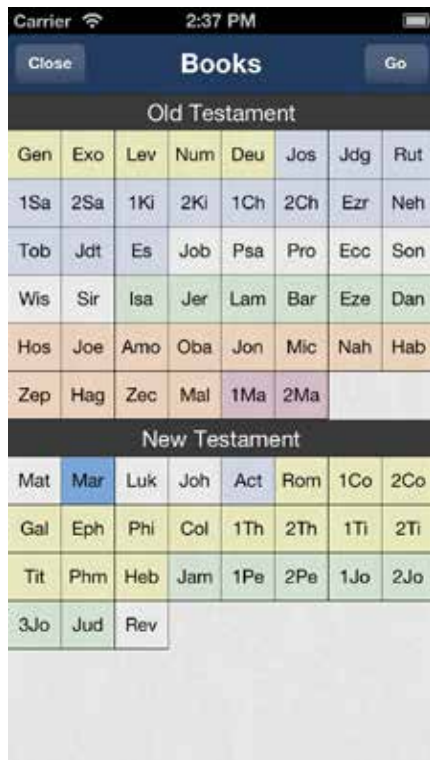 Carrier 2:37 PM
Close Books Go
Old Testament
Gen Exo Lev Num Deu Jos Jdg Rut
1Sa 2Sa 1Ki 2Ki 1Ch 2Ch Ezr Neh
Tob Jdt Es Job Psa Pro Ecc Son
Wis Sir Isa Jer Lam Bar Eze Dan
Hos Joe Amo Oba Jon Mic Nah Hab
Zep Hag Zec Mal 1Ma 2Ma
New Testament
Mat Mar Luk Joh Act Rom 1Co 2Co
Gal Eph Phi Col 1Th 2Th 1Ti 2Ti
Tit Phm Heb Jam 1Pe 2Pe 1Jo 2Jo
3Jo Jud Rev